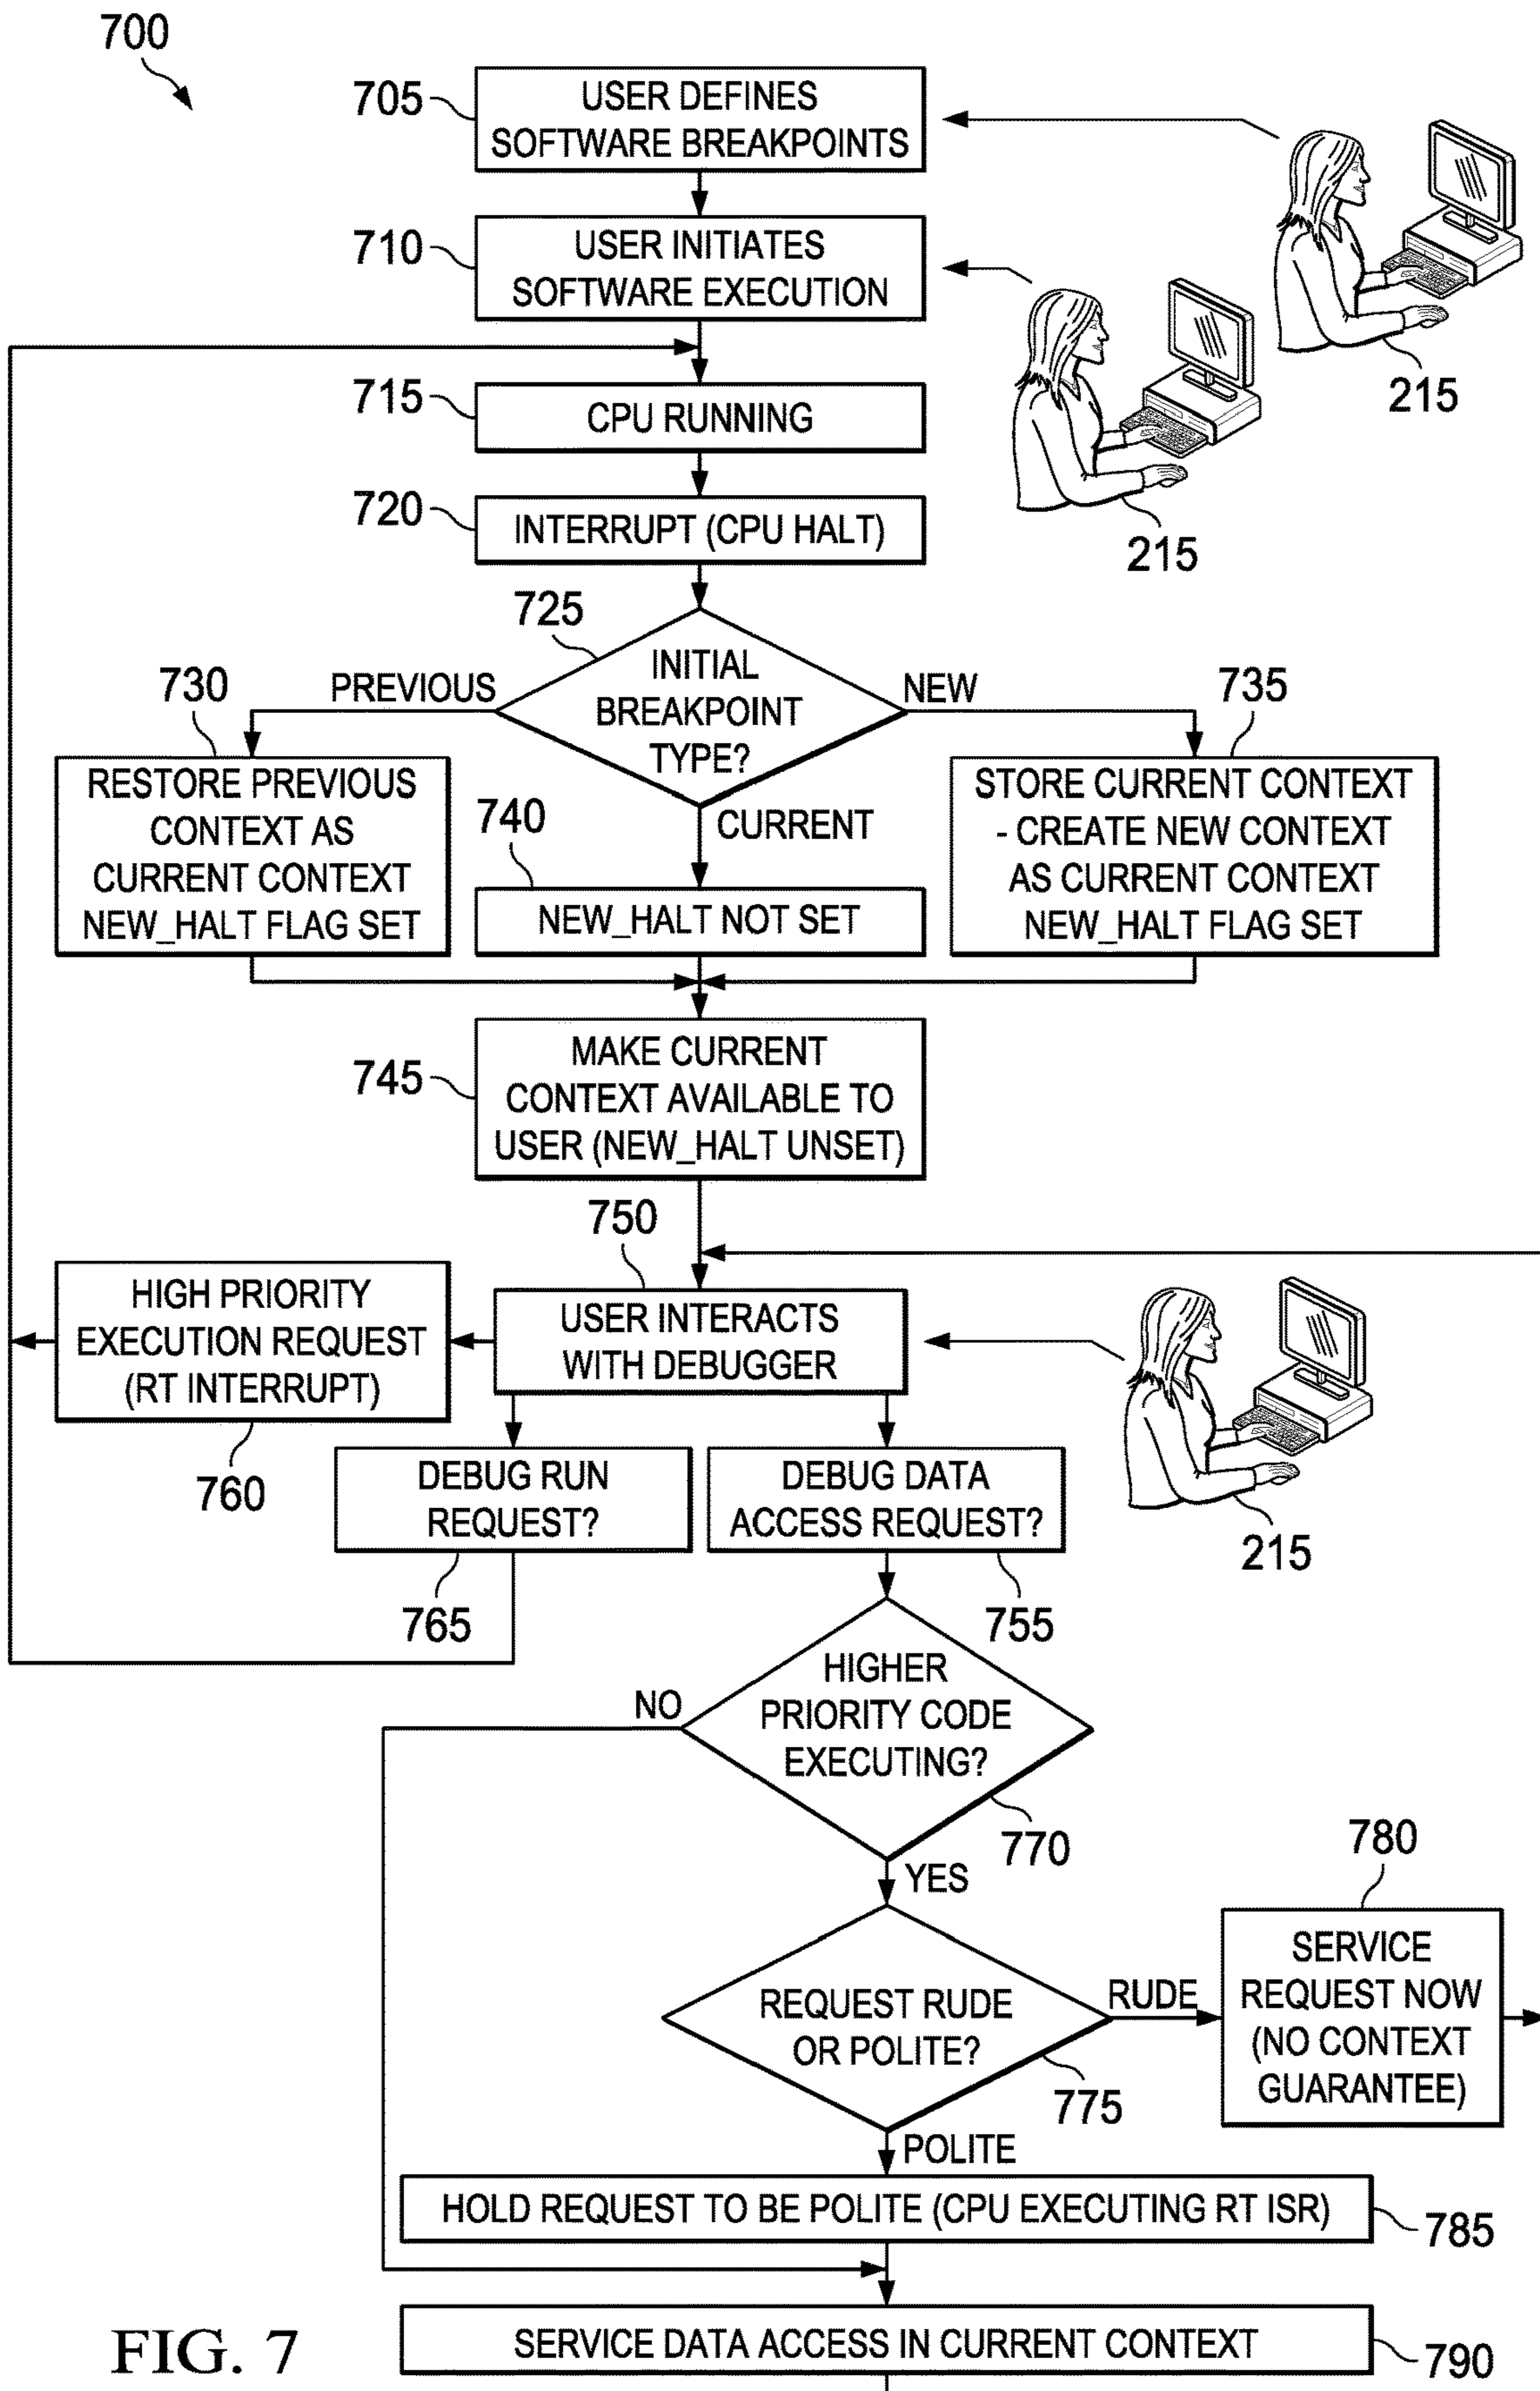 700
705
USER DEFINES
SOFTWARE BREAKPOINTS
710
USER INITIATES
SOFTWARE EXECUTION
215
715
CPU RUNNING
720
INTERRUPT (CPU HALT)
215
725
INITIAL
BREAKPOINT
TYPE?
PREVIOUS
NEW
CURRENT
730
RESTORE PREVIOUS
CONTEXT AS
CURRENT CONTEXT
NEW_HALT FLAG SET
740
NEW_HALT NOT SET
735
STORE CURRENT CONTEXT
- CREATE NEW CONTEXT
AS CURRENT CONTEXT
NEW_HALT FLAG SET
745
MAKE CURRENT
CONTEXT AVAILABLE TO
USER (NEW_HALT UNSET)
750
USER INTERACTS
WITH DEBUGGER
HIGH PRIORITY
EXECUTION REQUEST
(RT INTERRUPT)
760
DEBUG RUN
REQUEST?
765
DEBUG DATA
ACCESS REQUEST?
755
215
HIGHER
PRIORITY CODE
EXECUTING?
770
NO
YES
REQUEST RUDE
OR POLITE?
775
RUDE
780
SERVICE
REQUEST NOW
(NO CONTEXT
GUARANTEE)
POLITE
HOLD REQUEST TO BE POLITE (CPU EXECUTING RT ISR)
785
SERVICE DATA ACCESS IN CURRENT CONTEXT
790
FIG. 7